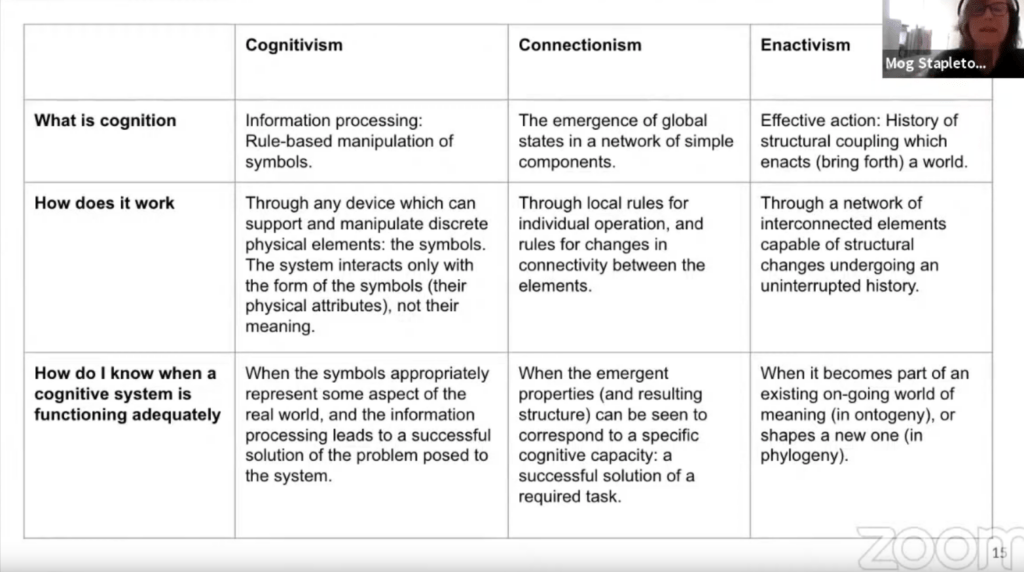 Cognitivism
Connectionism
Enactivism
Mog Stapleto...
What is cognition
Information processing:
Rule-based manipulation of
symbols.
The emergence of global
states in a network of simple
components.
Effective action: History of
structural coupling which
enacts (bring forth) a world.
How does it work
Through any device which can
support and manipulate discrete
physical elements: the symbols.
The system interacts only with
the form of the symbols (their
physical attributes), not their
meaning.
Through local rules for
individual operation, and
rules for changes in
connectivity between the
elements.
Through a network of
interconnected elements
capable of structural
changes undergoing an
uninterrupted history.
How do I know when a
cognitive system is
functioning adequately
When the symbols appropriately
represent some aspect of the
real world, and the information
processing leads to a successful
solution of the problem posed to
the system.
When the emergent
properties (and resulting
structure) can be seen to
correspond to a specific
cognitive capacity: a
successful solution of a
required task.
When it becomes part of an
existing on-going world of
meaning (in ontogeny), or
shapes a new one (in
phylogeny).
zoom
15